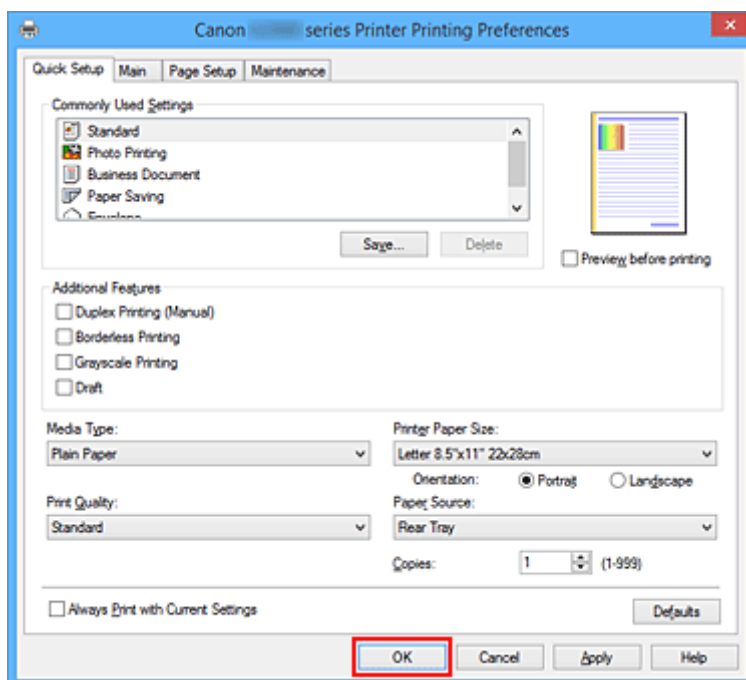 Canon series Printer Printing Preferences
Quick Setup Main Page Setup Maintenance
Commonly Used Settings
Standard
Photo Printing
Business Document
Paper Saving
Envelope
Save... Delete
Preview before printing
Additional Features
Duplex Printing (Manual)
Borderless Printing
Grayscale Printing
Draft
Media Type: Printer Paper Size:
Plain Paper Letter 8.5"x11" 22x28cm
Orientation: Portrait Landscape
Print Quality: Paper Source:
Standard Rear Tray
Copies: 1 (1-999)
Always Print with Current Settings Defaults
OK Cancel Apply Help